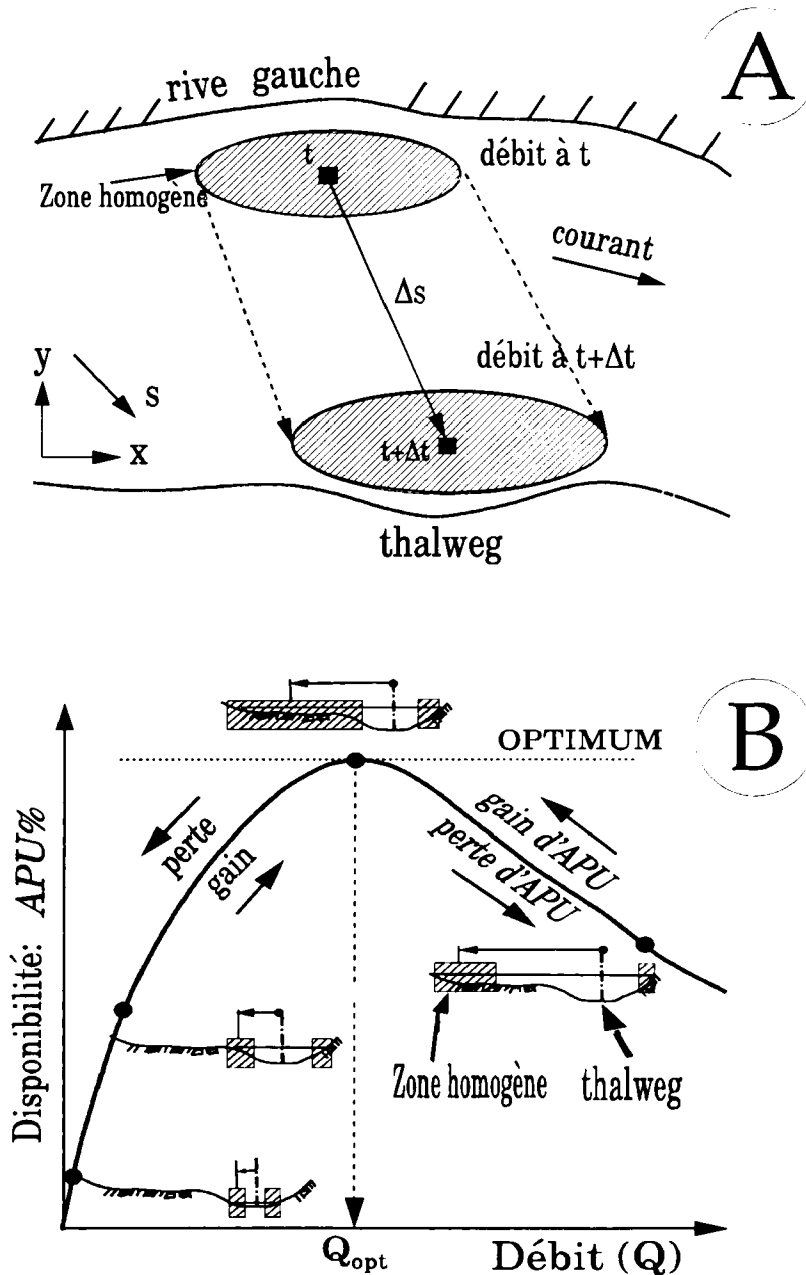 A
rive gauche
t
débit à t
Zone homogène
courant
Δs
débit à t+Δt
y
s
x
t+Δt
thalweg
B
OPTIMUM
Disponibilité: APU%
perte
gain
gain d'APU
perte d'APU
Zone homogène
thalweg
Qopt
Débit (Q)